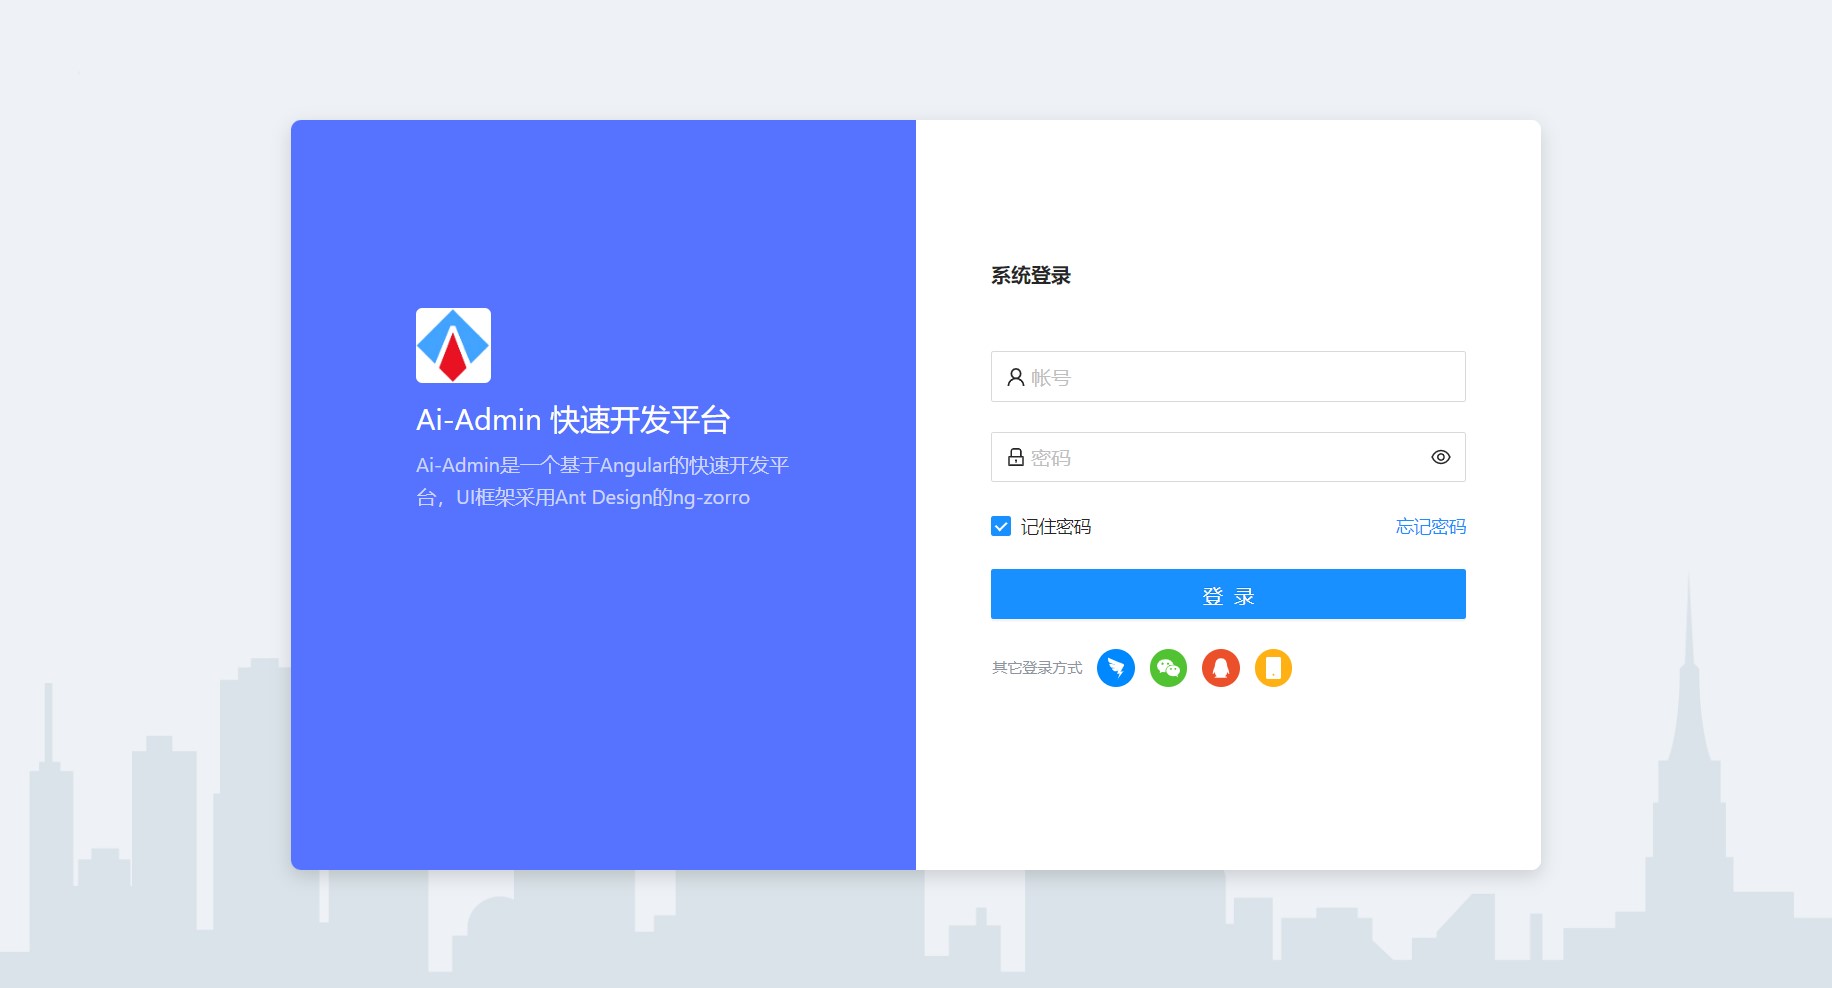 Ai-Admin 快速开发平台
Ai-Admin是一个基于Angular的快速开发平
台，UI框架采用Ant Design的ng-zorro
系统登录
帐号
密码
记住密码
忘记密码
登 录
其它登录方式